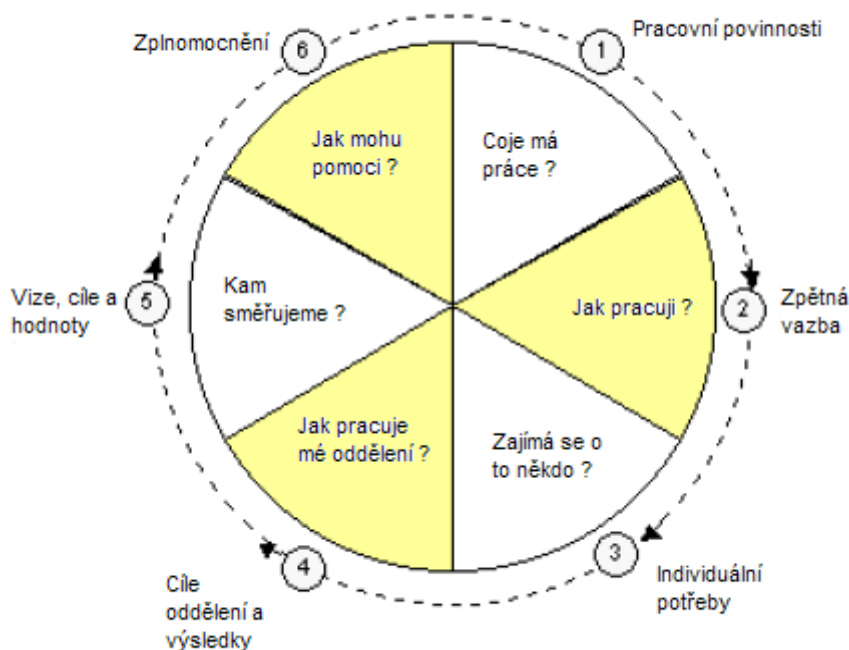 Zplnomocnění
6
1
Pracovní povinnosti
Jak mohu
pomoci ?
Coje má
práce ?
Vize, cíle a
hodnoty
5
Kam
směřujeme ?
Jak pracuji ?
2
Zpětná
vazba
Jak pracuje
mé oddělení ?
Zajímá se o
to někdo ?
4
3
Cíle
oddělení a
výsledky
Individuální
potřeby